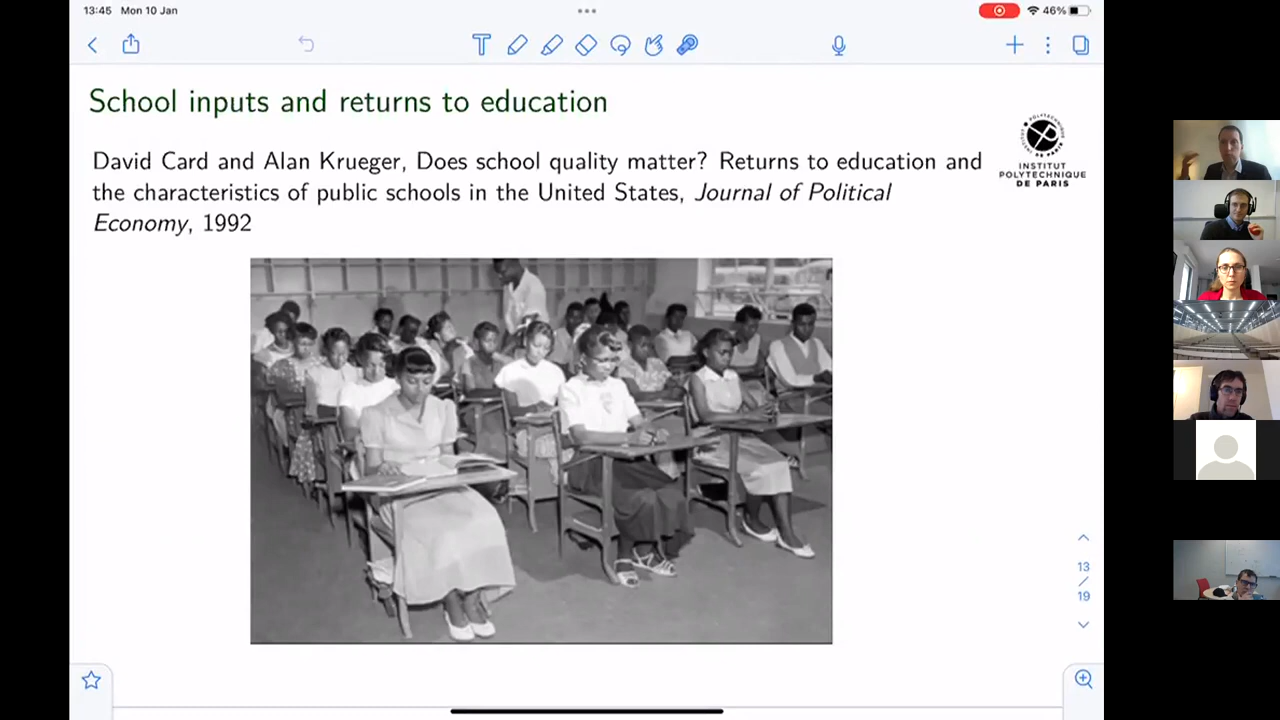 13:45 Mon 10 Jan
46%
School inputs and returns to education
David Card and Alan Krueger, Does school quality matter? Returns to education and
the characteristics of public schools in the United States, Journal of Political
Economy, 1992
INSTITUT
POLYTECHNIQUE
DE PARIS
13
/
19